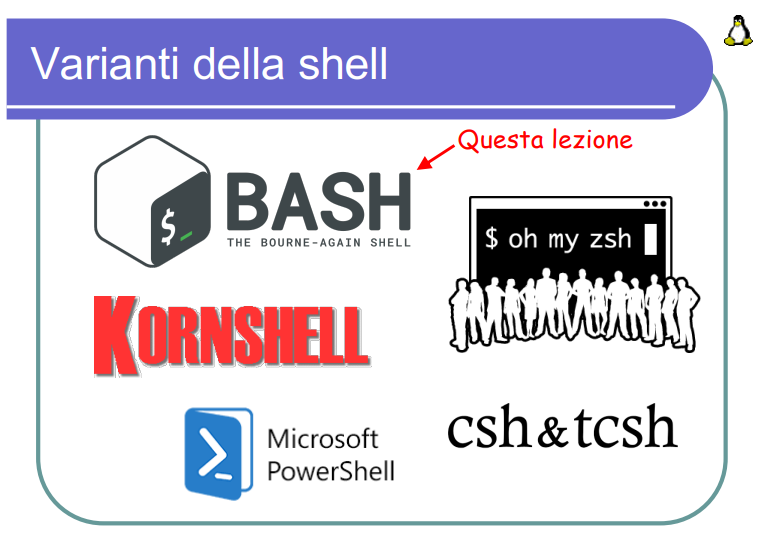 Varianti della shell
Questa lezione
$_
BASH
THE BOURNE-AGAIN SHELL
$ oh my zsh
KORNSHELL
csh & tcsh
Microsoft
PowerShell